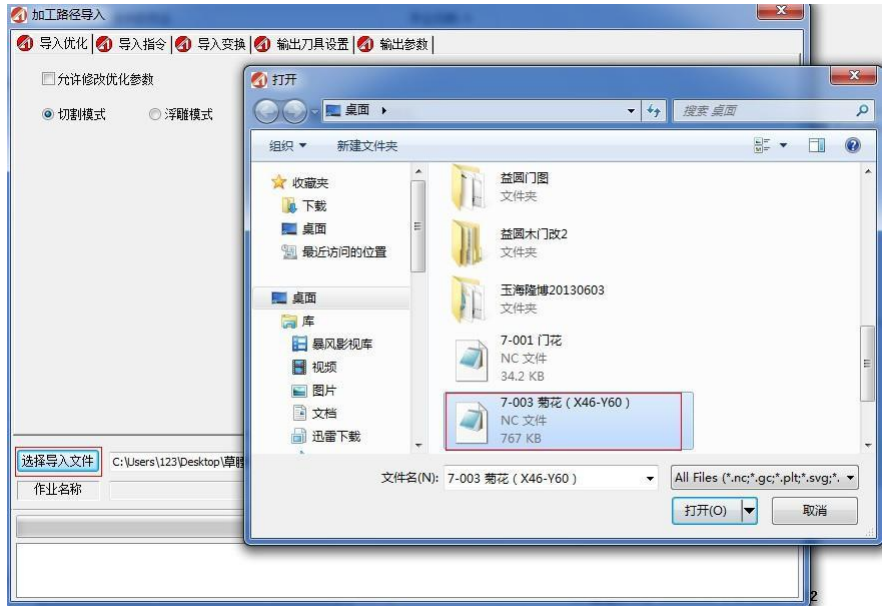 加工路径导入
导入优化 导入指令 导入变换 输出刀具设置 输出参数
允许修改优化参数
切割模式 浮雕模式
选择导入文件 C:\Users\123\Desktop\草
作业名称
打开
桌面
搜索 桌面
组织 新建文件夹
收藏夹
下载
桌面
最近访问的位置
桌面
库
暴风影视库
视频
图片
文档
迅雷下载
益圆门图
文件夹
益圆木门改2
文件夹
玉海隆博20130603
文件夹
7-001 门花
NC 文件
34.2 KB
7-003 菊花（X46-Y60）
NC 文件
767 KB
文件名(N): 7-003 菊花（X46-Y60）
All Files (*.nc;*.gc;*.plt;*.svg;*.
打开(O) 取消
2